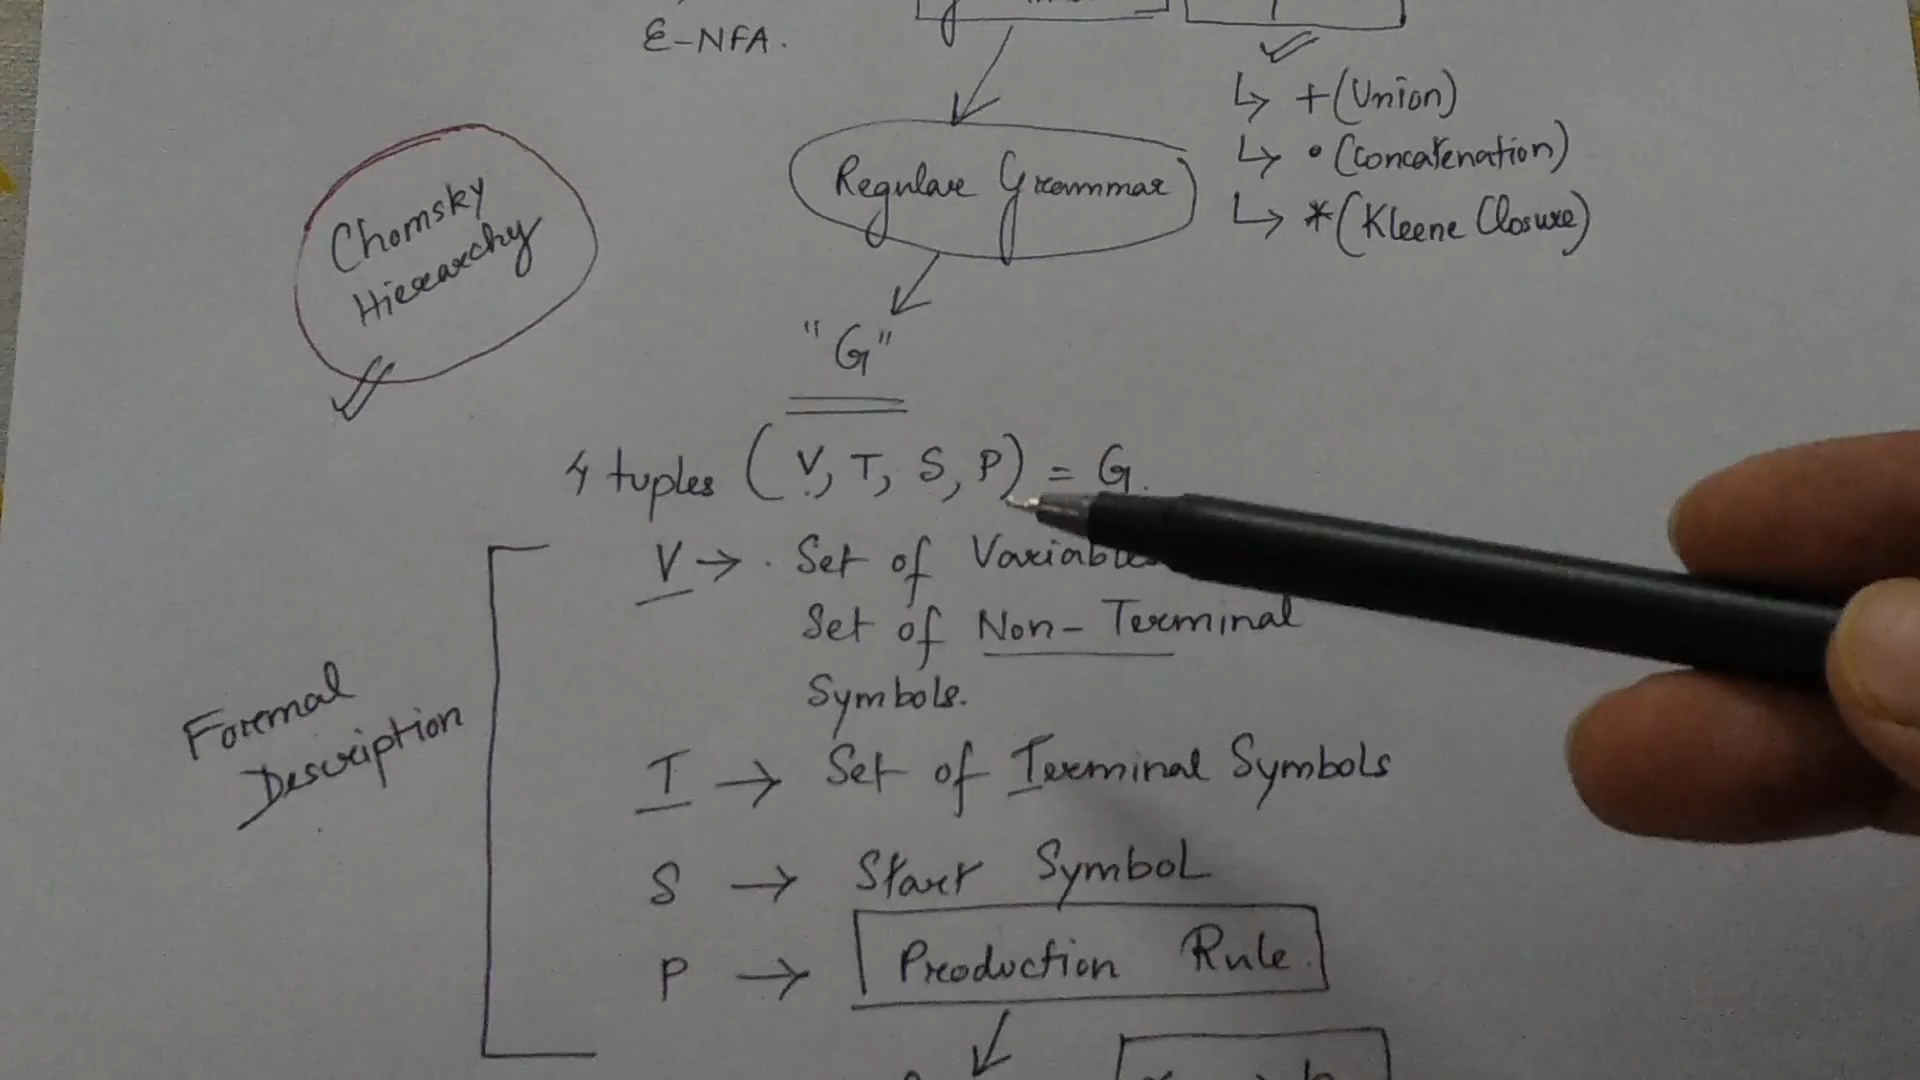 ε-NFA.
+ (Union)
• (Concatenation)
* (Kleene Closure)
Regular Grammar
Chomsky
Hierarchy
"G"
4 tuples (V, T, S, P) = G.
V → . Set of Variables
Set of Non-Terminal
Symbols.
T → Set of Terminal Symbols
S → Start Symbol
P → Production Rule.
Formal
Description